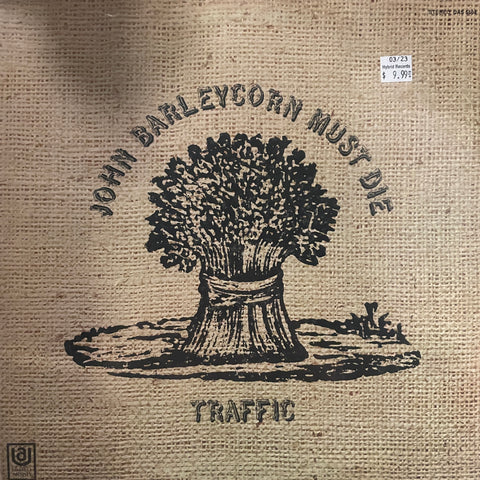 03/23
Hybrid Records
$ 9.99
JOHN BARLEYCORN MUST DIE
TRAFFIC